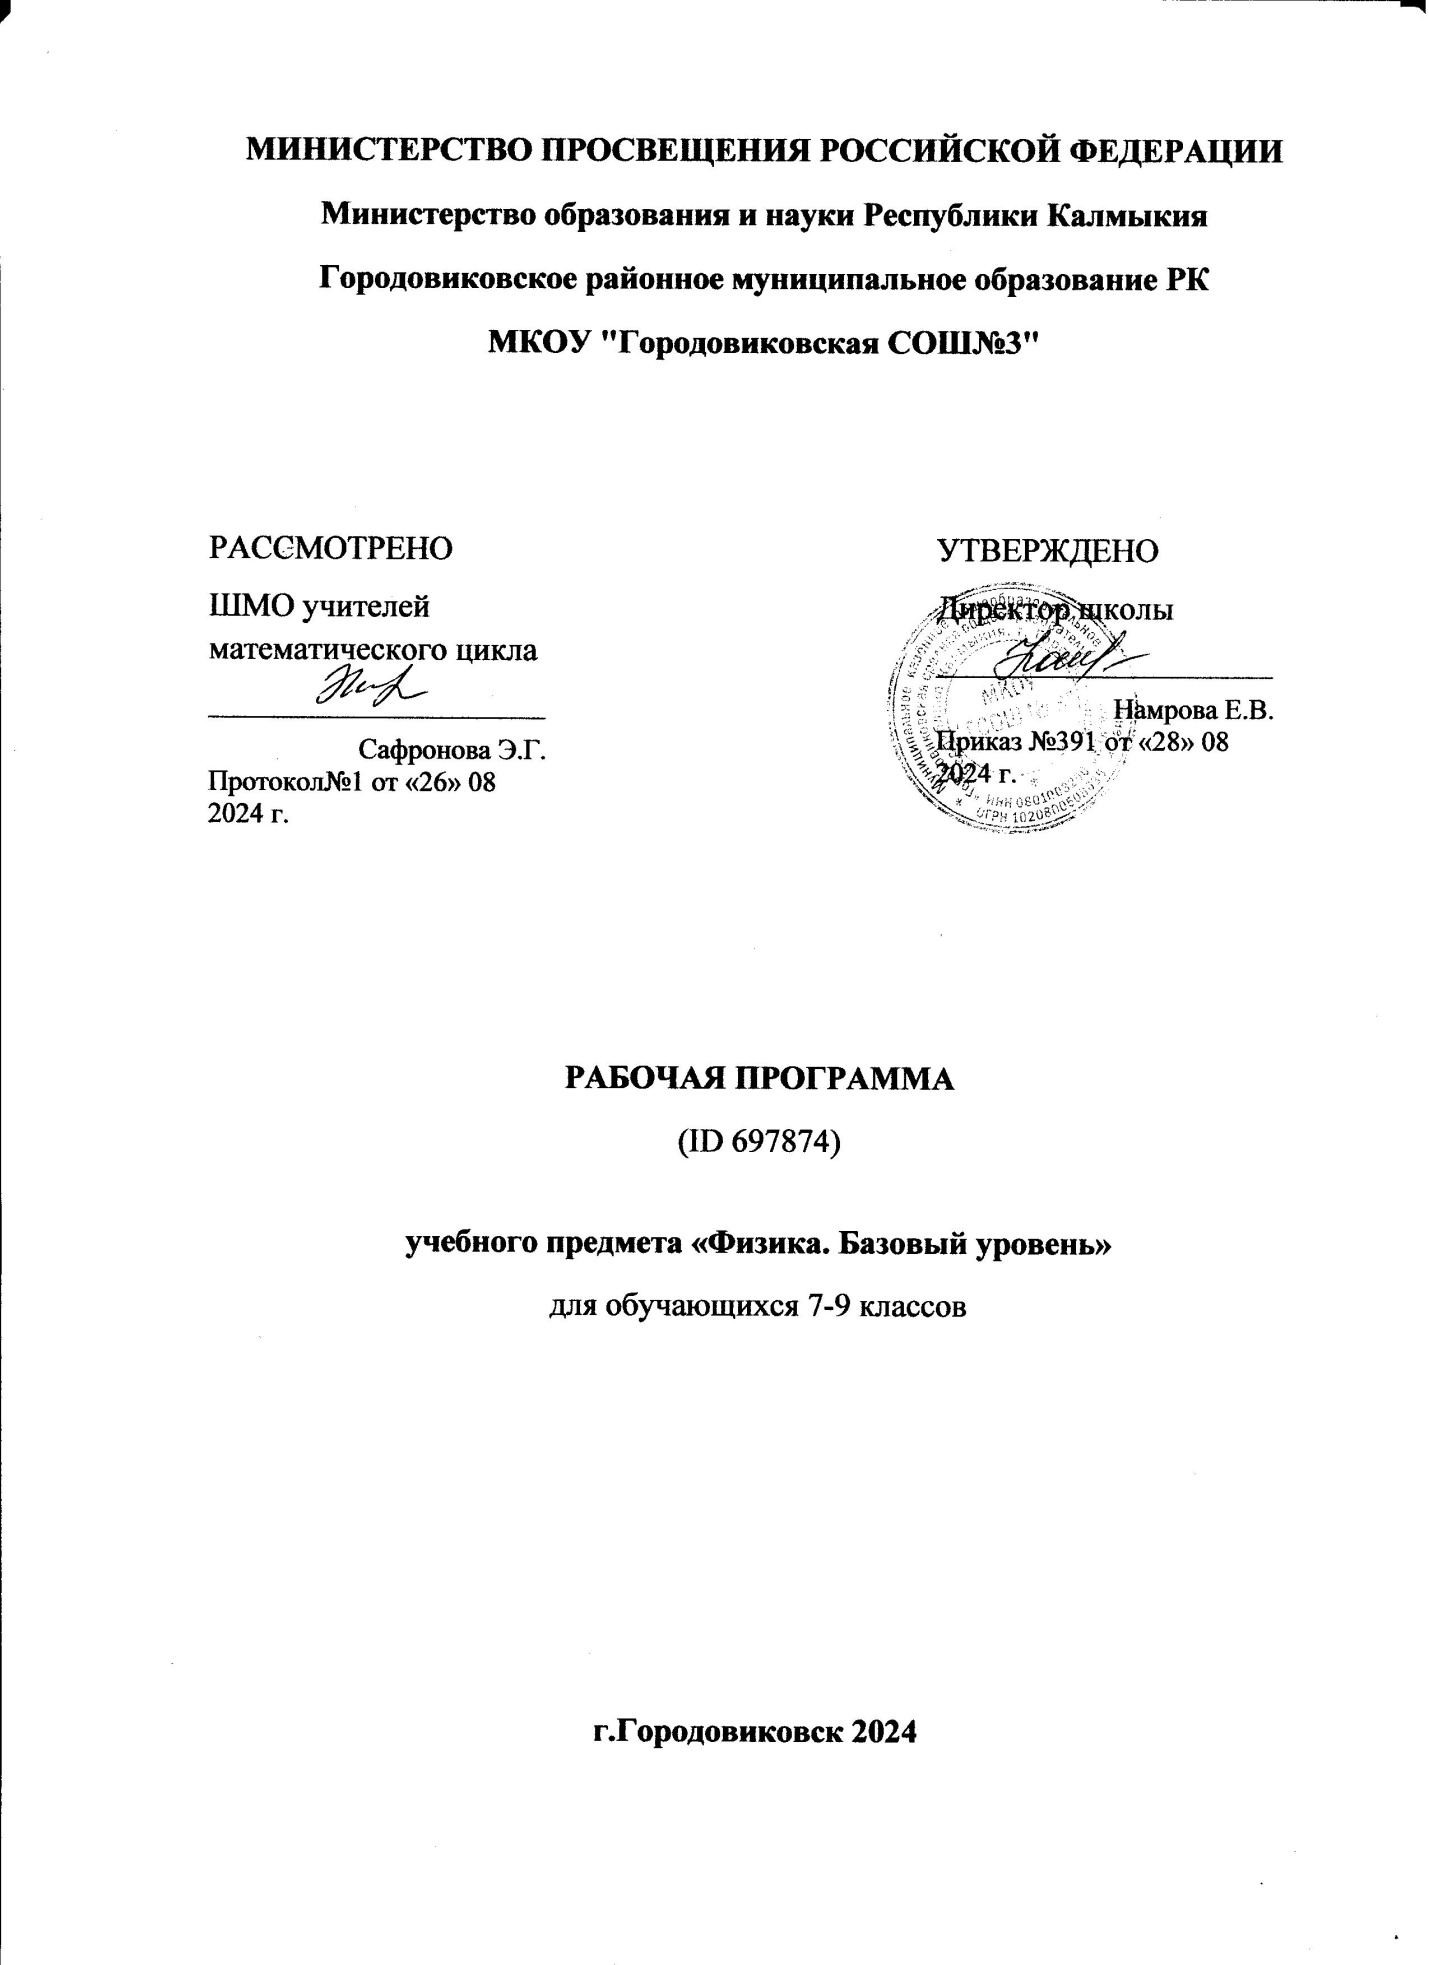 МИНИСТЕРСТВО ПРОСВЕЩЕНИЯ РОССИЙСКОЙ ФЕДЕРАЦИИ
Министерство образования и науки Республики Калмыкия
Городовиковское районное муниципальное образование РК
МКОУ "Городовиковская СОШ№3"
РАССМОТРЕНО
ШМО учителей
математического цикла
Сафронова Э.Г.
Протокол№1 от «26» 08
2024 г.
УТВЕРЖДЕНО
Директор школы
Намрова Е.В.
Приказ №391 от «28» 08
2024 г.
МКОУ
РАБОЧАЯ ПРОГРАММА
(ID 697874)
учебного предмета «Физика. Базовый уровень»
для обучающихся 7-9 классов
г.Городовиковск 2024